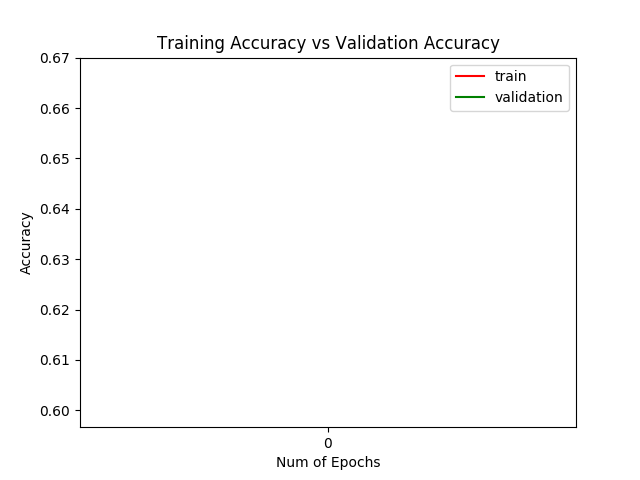 Training Accuracy vs Validation Accuracy
0.67
0.66
0.65
0.64
0.63
0.62
0.61
0.60
Accuracy
train
validation
0
Num of Epochs